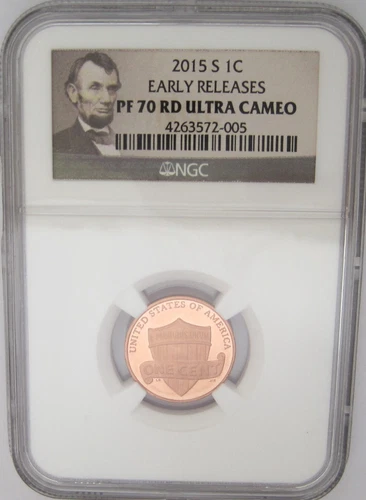 2015 S 1C
EARLY RELEASES
PF 70 RD ULTRA CAMEO
4263572-005
NGC
UNITED STATES OF AMERICA
ONE CENT